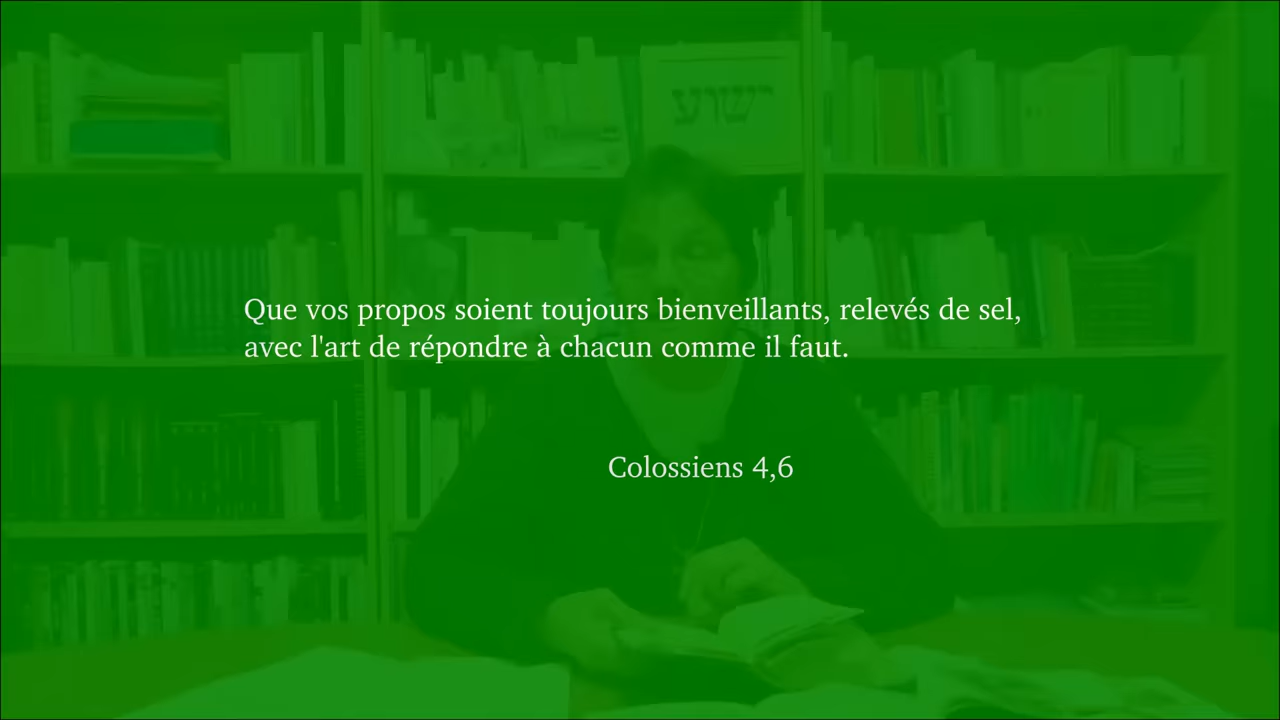 ישוע
Que vos propos soient toujours bienveillants, relevés de sel,
avec l'art de répondre à chacun comme il faut.
Colossiens 4,6